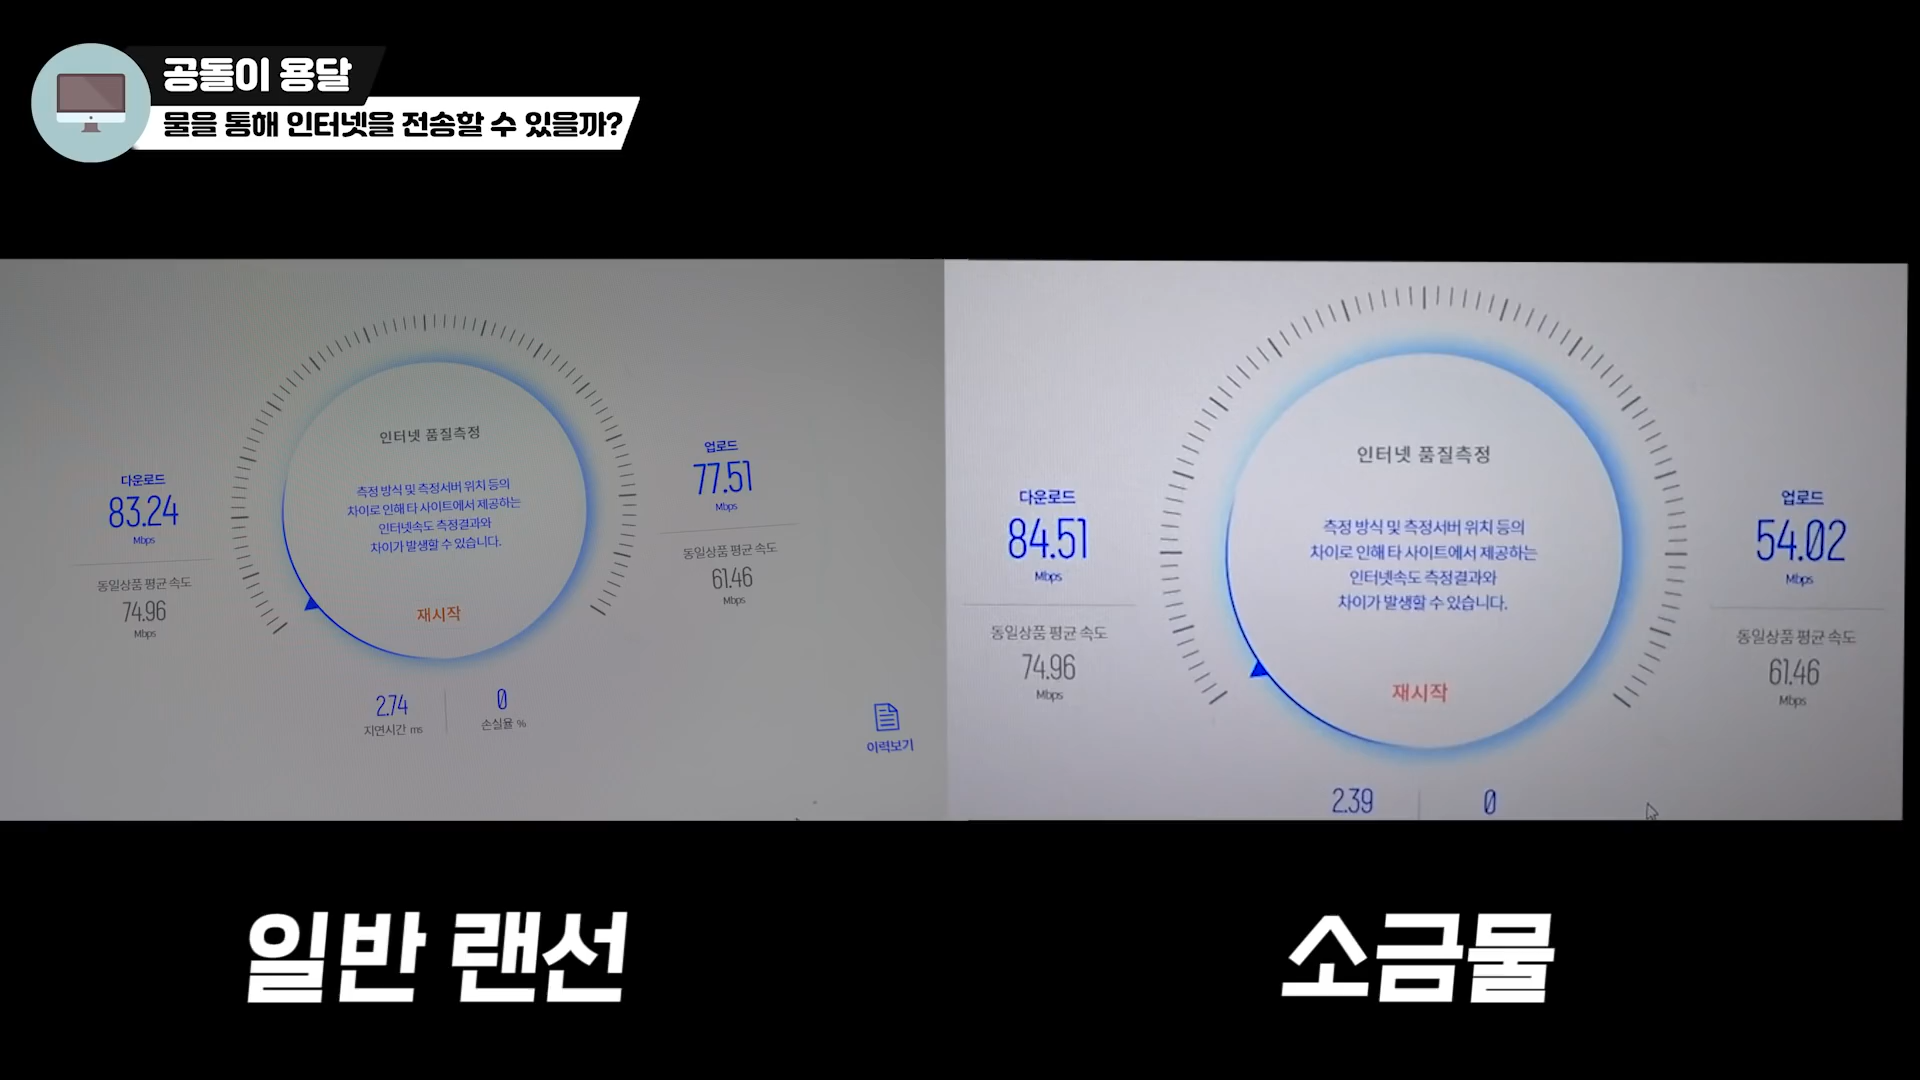 공돌이 용달
물을 통해 인터넷을 전송할 수 있을까?
인터넷 품질측정
측정 방식 및 측정서버 위치 등의
차이로 인해 타 사이트에서 제공하는
인터넷속도 측정결과와
차이가 발생할 수 있습니다.
재시작
다운로드
83.24
Mbps
동일상품 평균 속도
74.96
Mbps
업로드
77.51
Mbps
동일상품 평균 속도
61.46
Mbps
2.74
지연시간 ms
0
손실율 %
이력보기
인터넷 품질측정
측정 방식 및 측정서버 위치 등의
차이로 인해 타 사이트에서 제공하는
인터넷속도 측정결과와
차이가 발생할 수 있습니다.
재시작
다운로드
84.51
Mbps
동일상품 평균 속도
74.96
Mbps
업로드
54.02
Mbps
동일상품 평균 속도
61.46
Mbps
2.39
0
일반 랜선
소금물